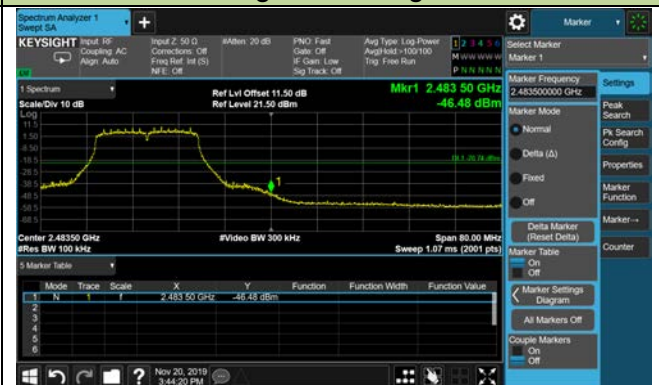 Spectrum Analyzer 1
Swept SA
+
Marker
KEYSIGHT
Input: RF
Coupling: AC
Align: Auto
Input Z: 50 Ω
Corrections: Off
Freq Ref: Int (S)
NFE: Off
#Atten: 20 dB
PNO: Fast
Gate: Off
IF Gain: Low
Sig Track: Off
Avg Type: Log-Power
Avg|Hold:>100/100
Trig: Free Run
1 2 3 4 5 6
M W W W W W
P N N N N N
Select Marker
Marker 1
1 Spectrum
Scale/Div 10 dB
Ref Lvl Offset 11.50 dB
Ref Level 21.50 dBm
Mkr1 2.483 50 GHz
-46.48 dBm
Log
11.5
1.50
-8.50
-18.5
-28.5
-38.5
-48.5
-58.5
-68.5
1
Center 2.48350 GHz
#Res BW 100 kHz
#Video BW 300 kHz
Span 80.00 MHz
Sweep 1.07 ms (2001 pts)
5 Marker Table
Mode Trace Scale X Y Function Function Width Function Value
1 N 1 f 2.483 50 GHz -46.48 dBm
2
3
4
5
6
Marker Frequency
2.483500000 GHz
Marker Mode
Normal
Delta (Δ)
Fixed
Off
Delta Marker
(Reset Delta)
Marker Table
On
Off
Marker Settings
Diagram
All Markers Off
Couple Markers
On
Off
Settings
Peak
Search
Pk Search
Config
Properties
Marker
Function
Marker→
Counter
?
Nov 20, 2019
3:44:20 PM